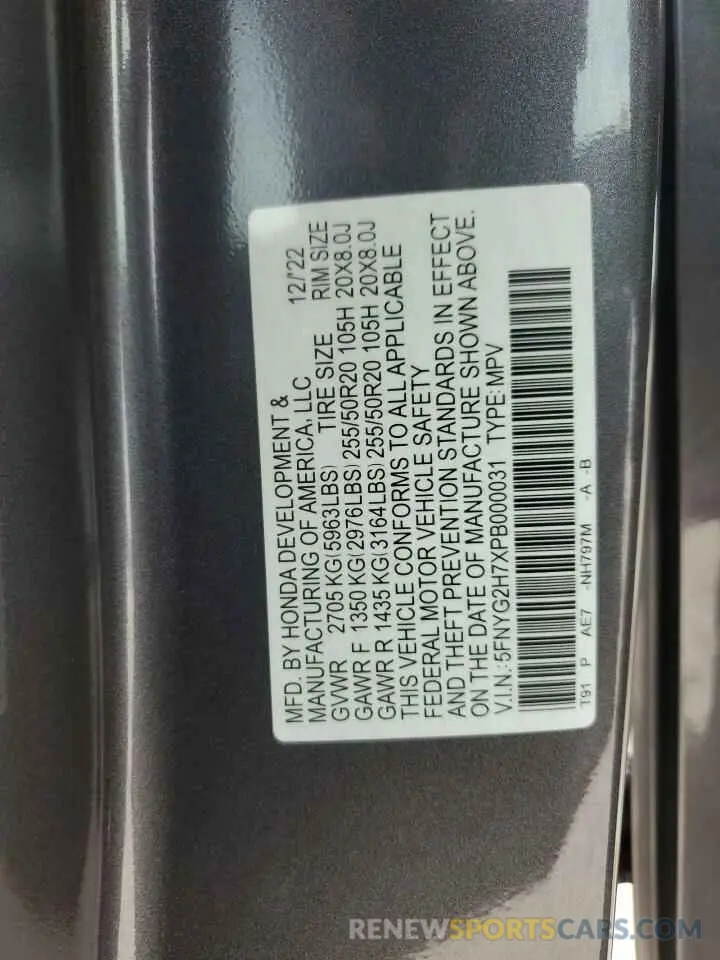 MFD. BY HONDA DEVELOPMENT &
MANUFACTURING OF AMERICA, LLC 12/'22
GVWR 2705 KG(5963LBS) TIRE SIZE RIM SIZE
GAWR F 1350 KG(2976LBS) 255/50R20 105H 20X8.0J
GAWR R 1435 KG(3164LBS) 255/50R20 105H 20X8.0J
THIS VEHICLE CONFORMS TO ALL APPLICABLE
FEDERAL MOTOR VEHICLE SAFETY
AND THEFT PREVENTION STANDARDS IN EFFECT
ON THE DATE OF MANUFACTURE SHOWN ABOVE.
V.I.N.:5FNYG2H7XPB000031 TYPE:MPV
T91 P AE7 -NH797M -A -B
RENEWSPORTSCARS.COM